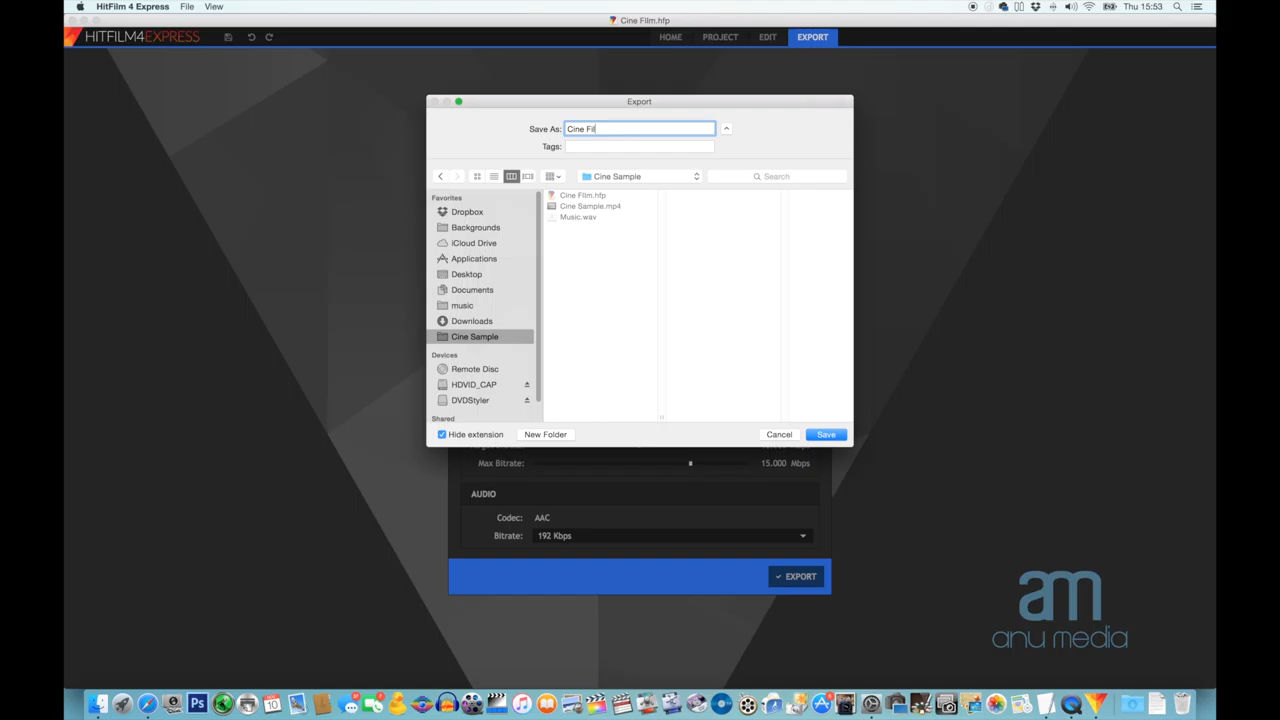 HitFilm 4 Express File View Thu 15:53
Cine FIlm.hfp
HITFILM4EXPRESS HOME PROJECT EDIT EXPORT
Export
Save As: Cine Fil
Tags:
Cine Sample Search
Favorites
Dropbox
Backgrounds
iCloud Drive
Applications
Desktop
Documents
music
Downloads
Cine Sample
Devices
Remote Disc
HDVID_CAP
DVDStyler
Shared
Cine FIlm.hfp
Cine Sample.mp4
Music.wav
Hide extension New Folder Cancel Save
Max Bitrate: 15.000 Mbps
AUDIO
Codec: AAC
Bitrate: 192 Kbps
EXPORT
am
anu media